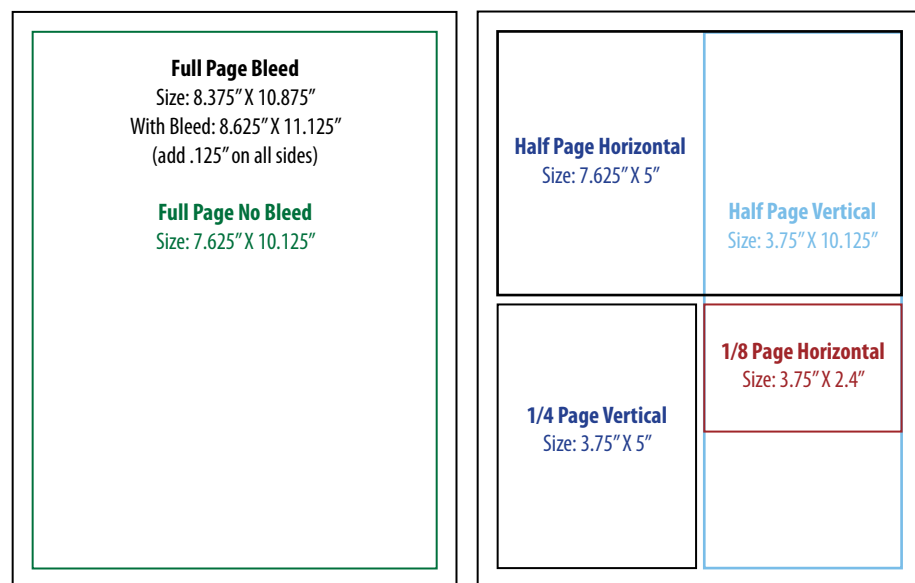 Full Page Bleed
Size: 8.375” X 10.875”
With Bleed: 8.625” X 11.125”
(add .125” on all sides)
Full Page No Bleed
Size: 7.625” X 10.125”
Half Page Horizontal
Size: 7.625” X 5”
Half Page Vertical
Size: 3.75” X 10.125”
1/8 Page Horizontal
Size: 3.75” X 2.4”
1/4 Page Vertical
Size: 3.75” X 5”